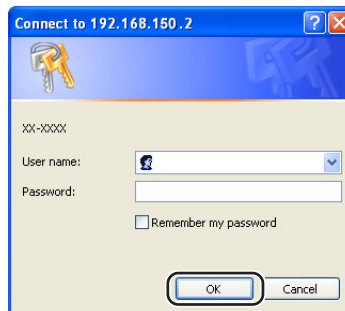 Connect to 192.168.150.2
XX-XXXX
User name:
Password:
Remember my password
OK
Cancel